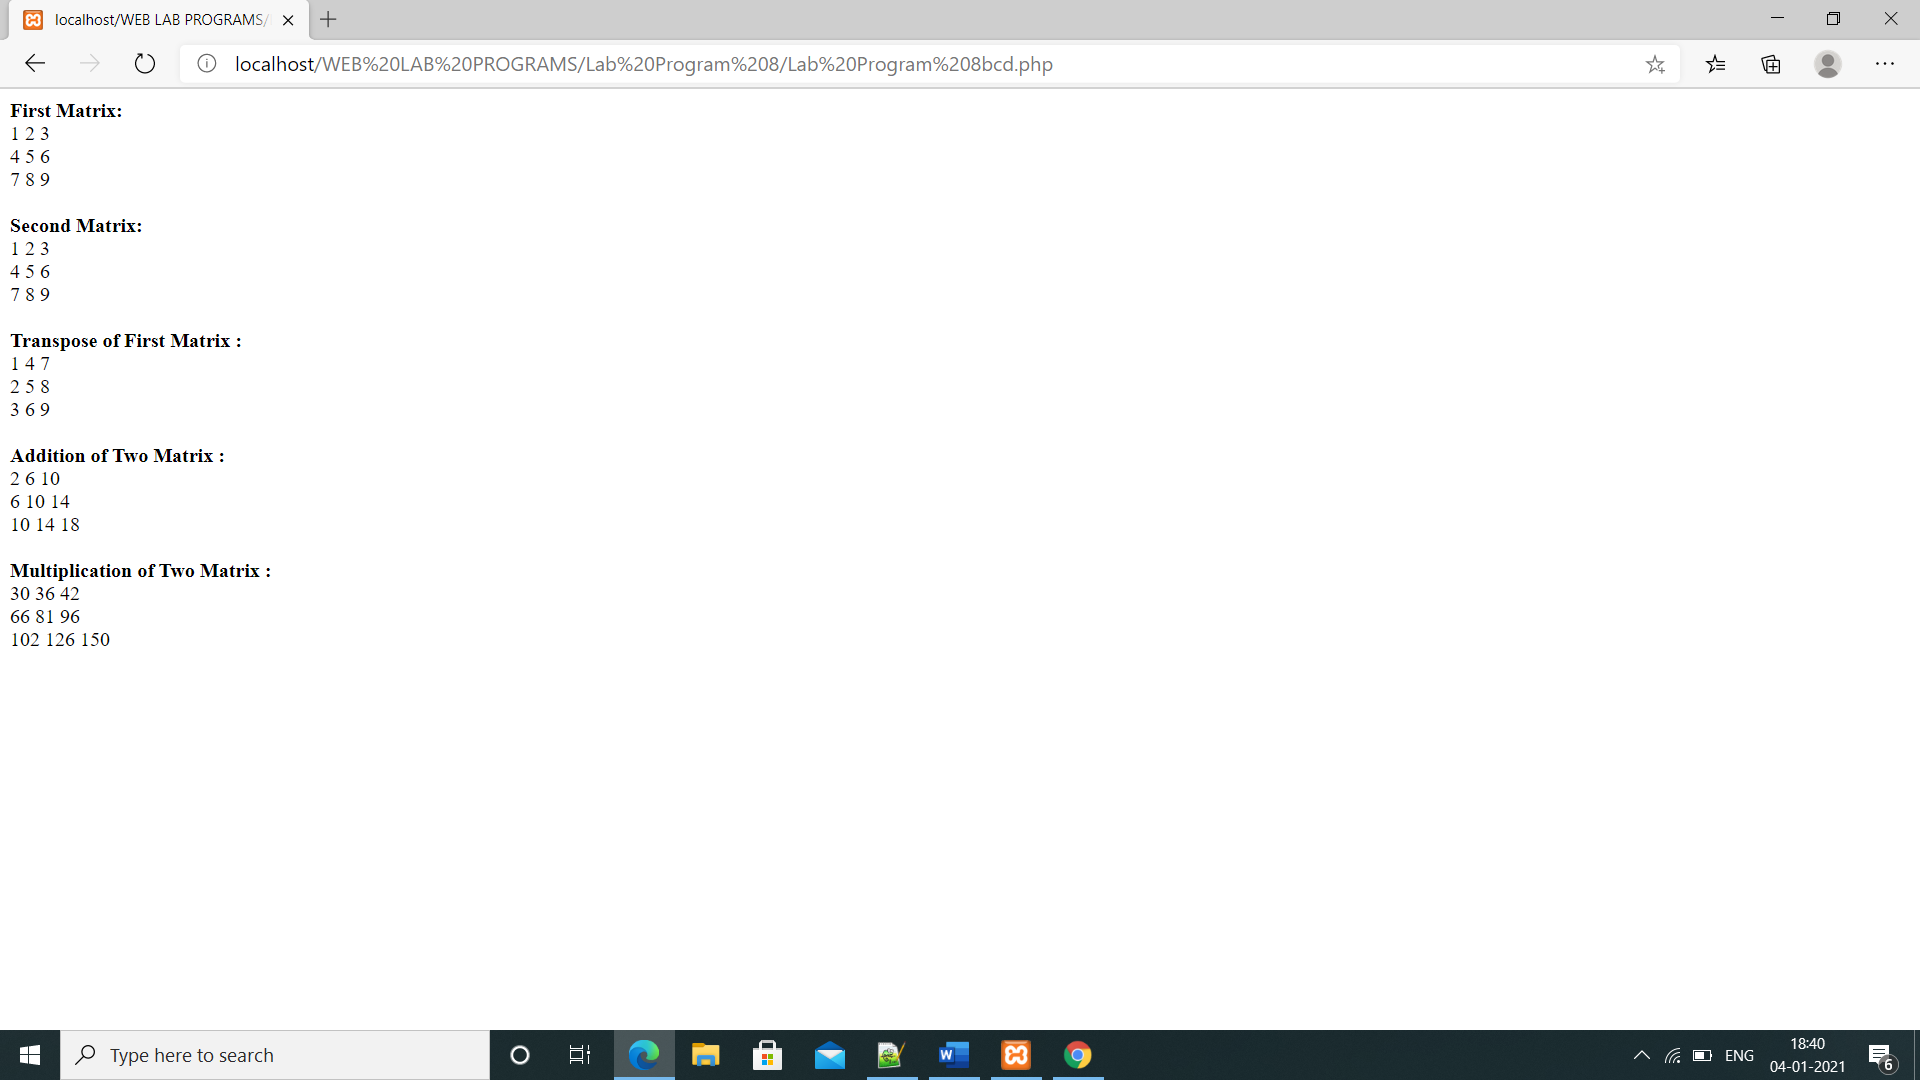 localhost/WEB LAB PROGRAMS/
localhost/WEB%20LAB%20PROGRAMS/Lab%20Program%208/Lab%20Program%208bcd.php
First Matrix:
1 2 3
4 5 6
7 8 9
Second Matrix:
1 2 3
4 5 6
7 8 9
Transpose of First Matrix :
1 4 7
2 5 8
3 6 9
Addition of Two Matrix :
2 6 10
6 10 14
10 14 18
Multiplication of Two Matrix :
30 36 42
66 81 96
102 126 150
Type here to search
W
ENG
18:40
04-01-2021
6